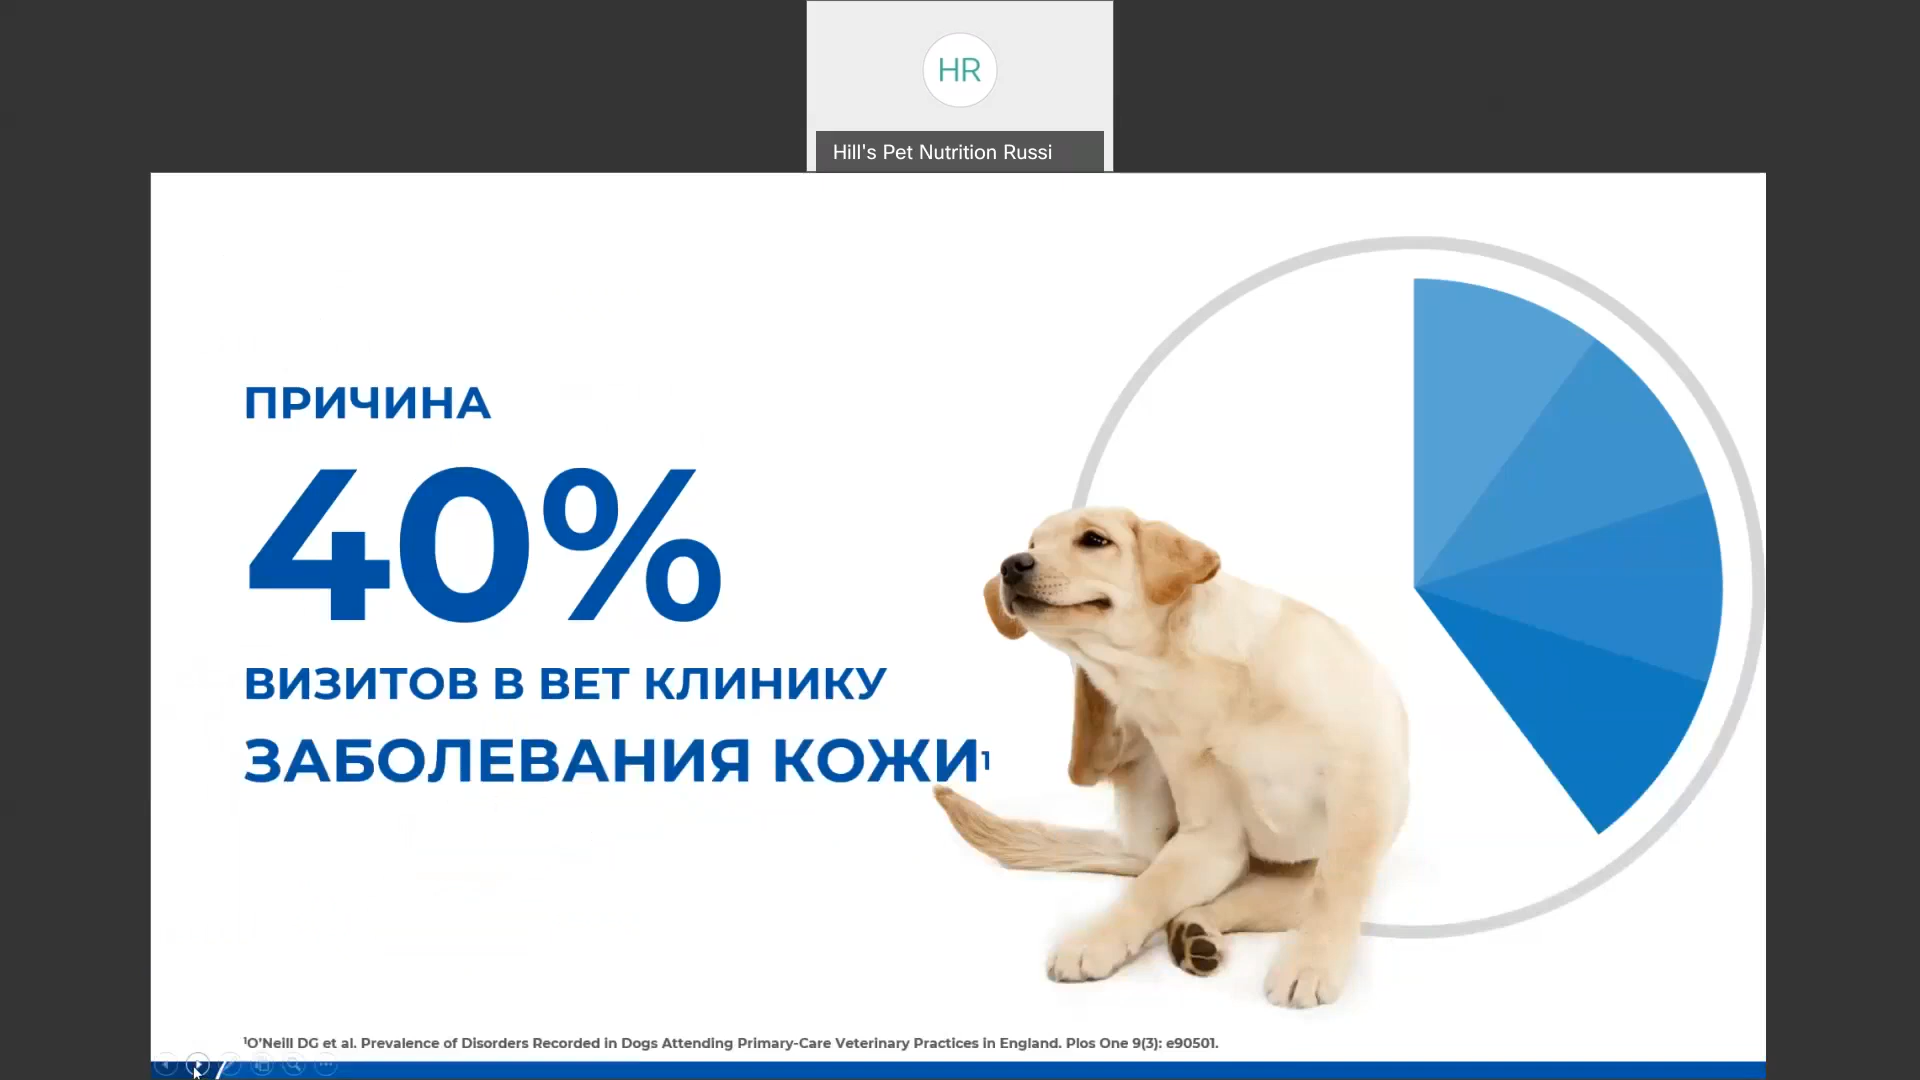 HR
Hill's Pet Nutrition Russi
ПРИЧИНА
40%
ВИЗИТОВ В ВЕТ КЛИНИКУ
ЗАБОЛЕВАНИЯ КОЖИ¹
¹O'Neill DG et al. Prevalence of Disorders Recorded in Dogs Attending Primary-Care Veterinary Practices in England. Plos One 9(3): e90501.